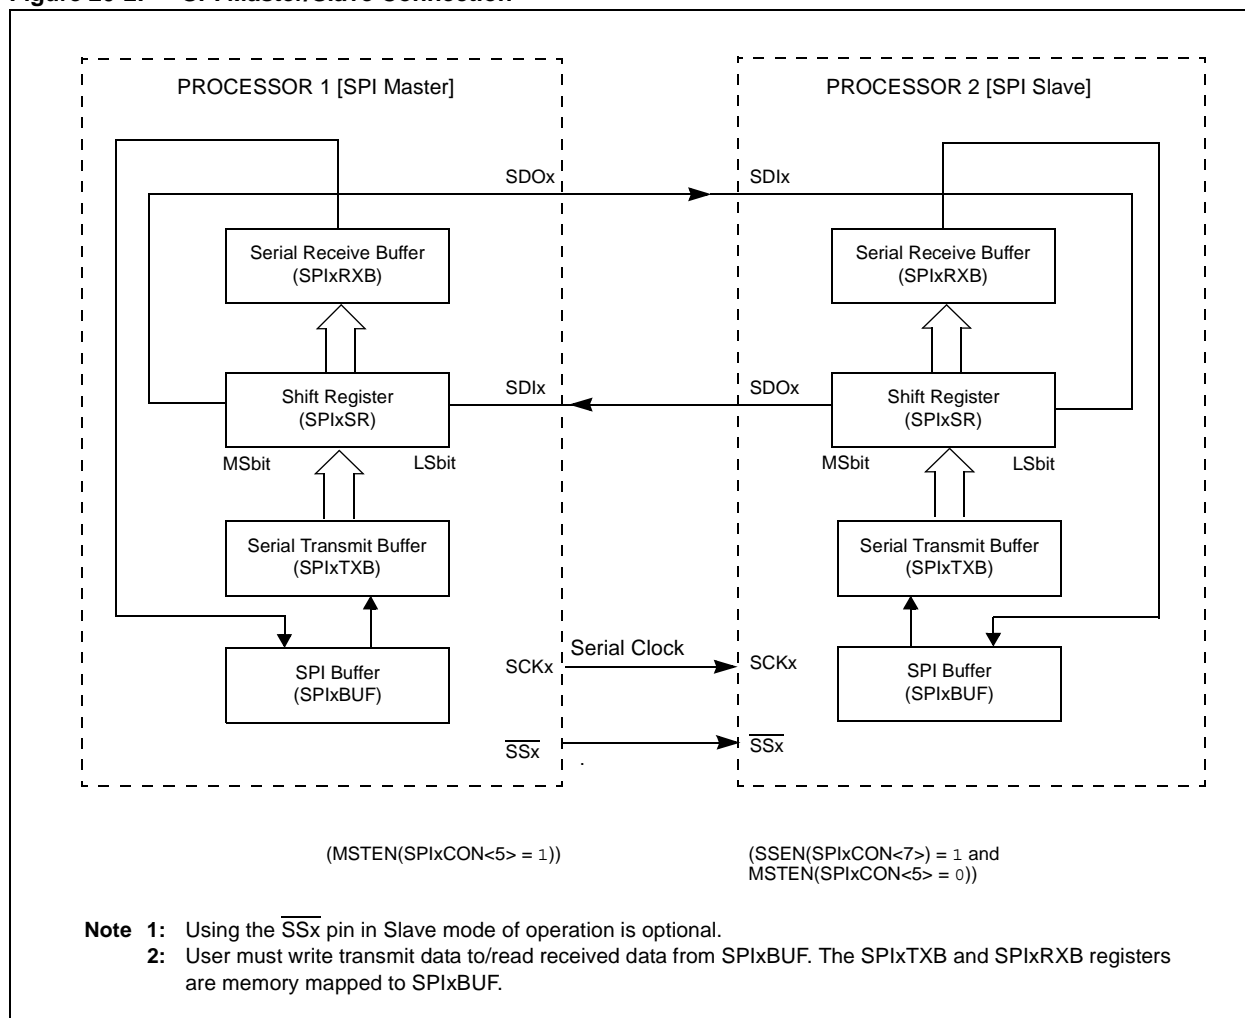 PROCESSOR 1 [SPI Master]
PROCESSOR 2 [SPI Slave]
SDOx
SDIx
Serial Receive Buffer
(SPIxRXB)
Serial Receive Buffer
(SPIxRXB)
Shift Register
(SPIxSR)
SDIx
SDOx
Shift Register
(SPIxSR)
MSbit
LSbit
MSbit
LSbit
Serial Transmit Buffer
(SPIxTXB)
Serial Transmit Buffer
(SPIxTXB)
SPI Buffer
(SPIxBUF)
SCKx
Serial Clock
SCKx
SPI Buffer
(SPIxBUF)
SSx
SSx
(MSTEN(SPIxCON<5> = 1))
(SSEN(SPIxCON<7>) = 1 and
MSTEN(SPIxCON<5> = 0))
Note 1: Using the SSx pin in Slave mode of operation is optional.
2: User must write transmit data to/read received data from SPIxBUF. The SPIxTXB and SPIxRXB registers
are memory mapped to SPIxBUF.